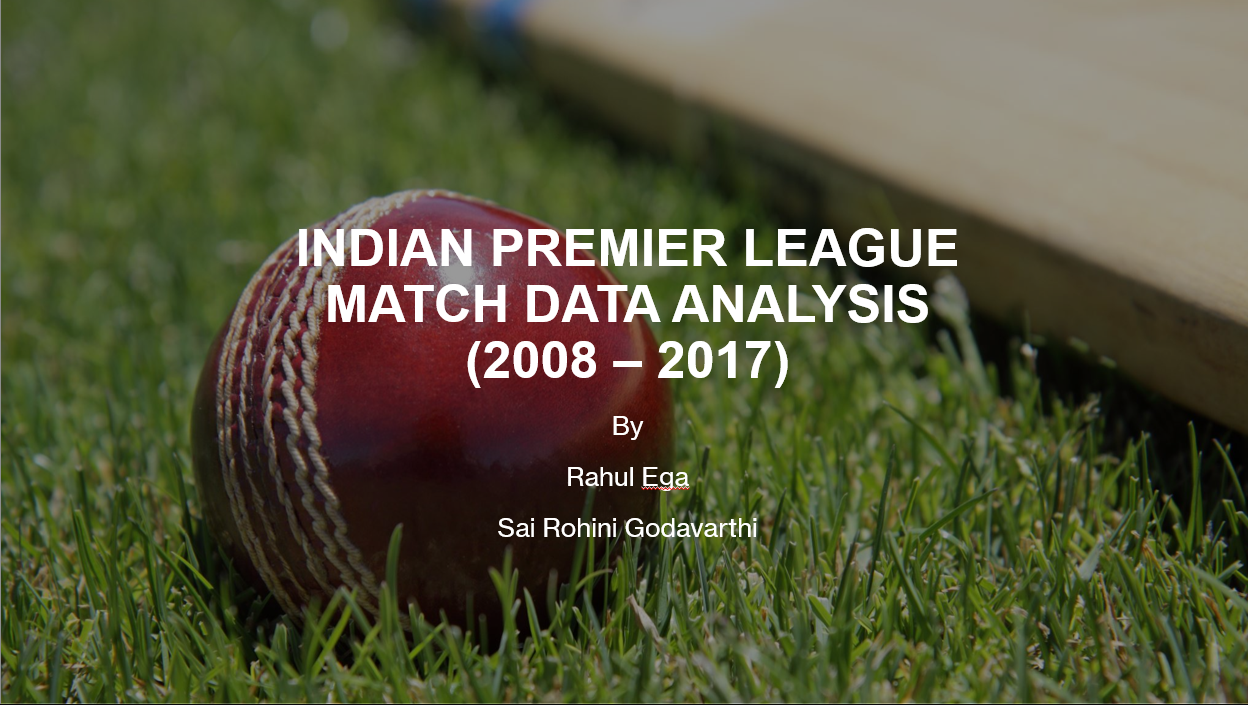 INDIAN PREMIER LEAGUE
MATCH DATA ANALYSIS
(2008 – 2017)
By
Rahul Ega
Sai Rohini Godavarthi